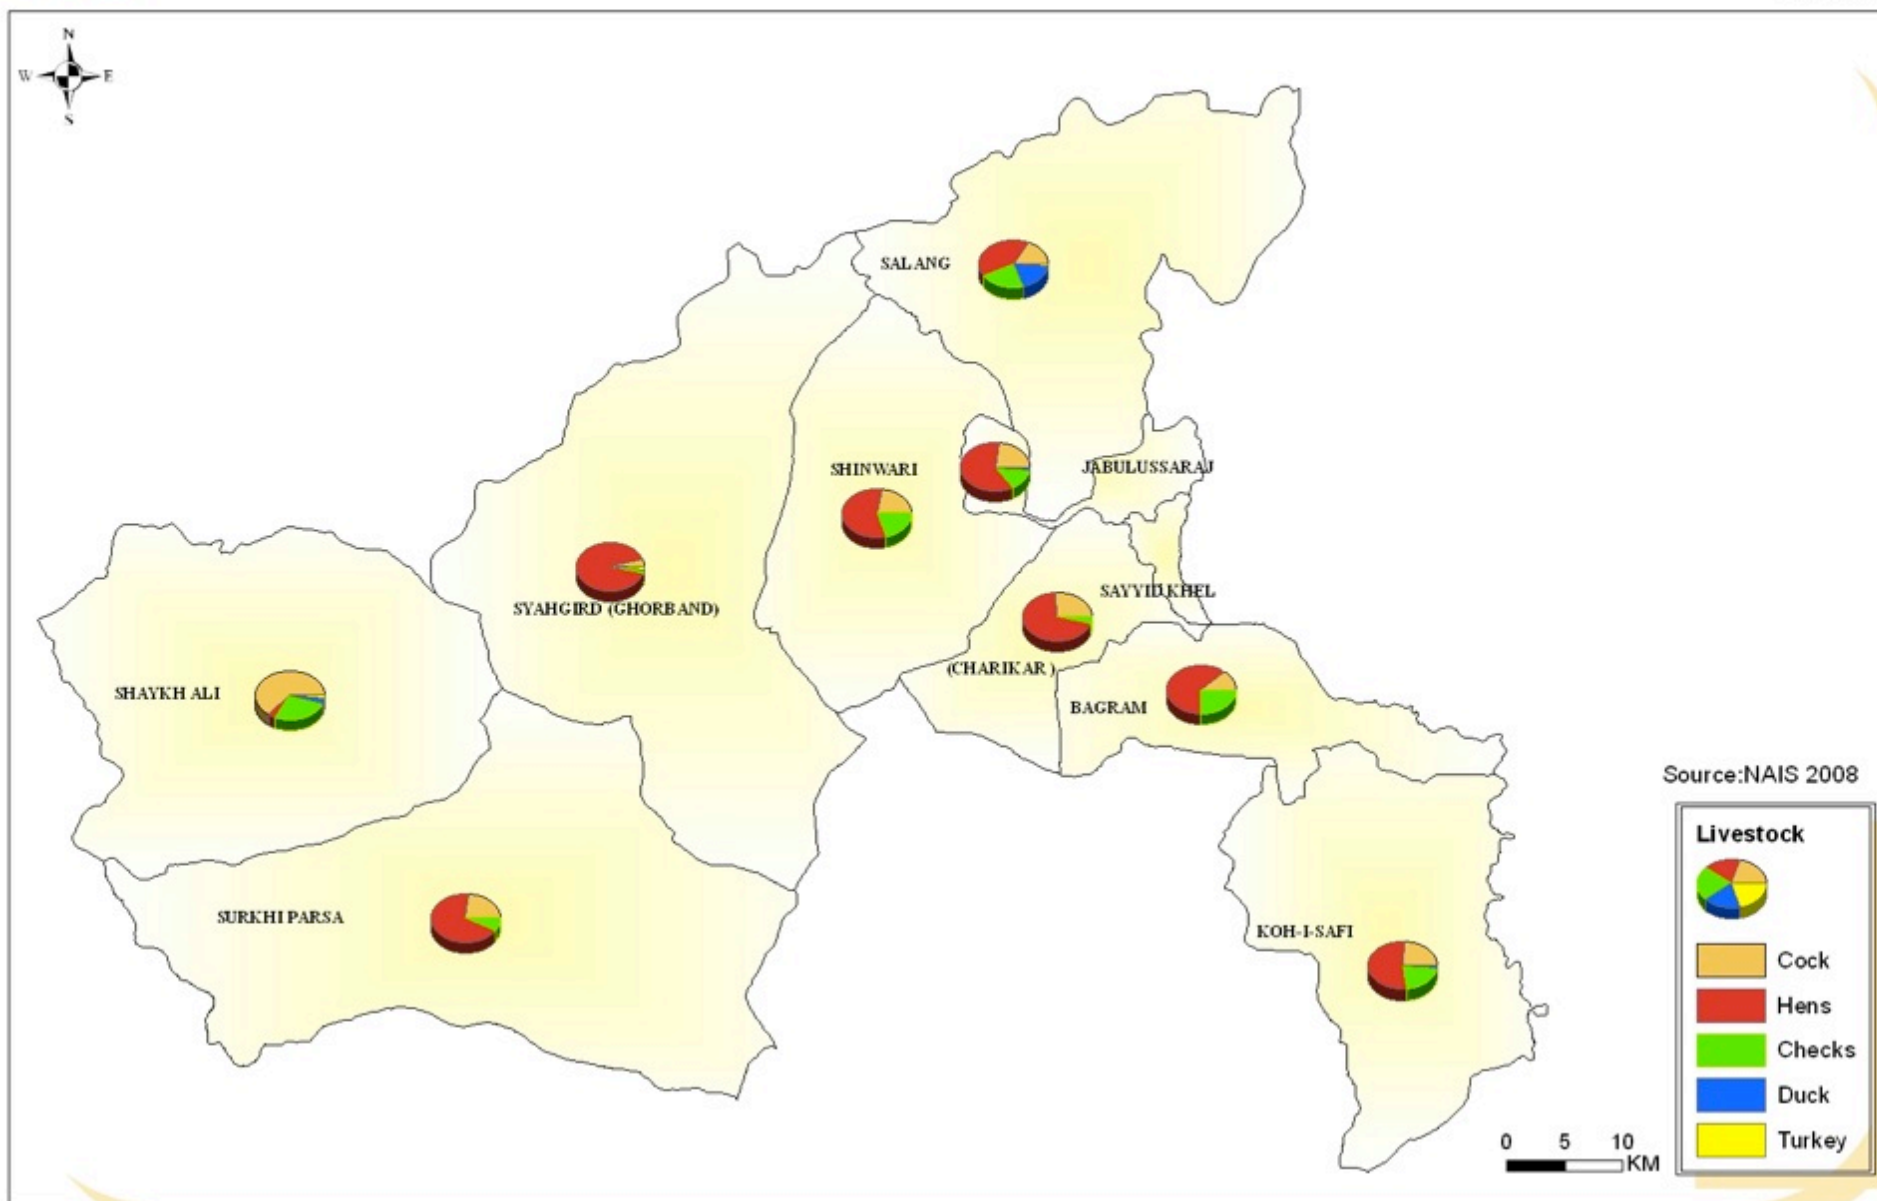 N
W E
S
SALANG
SHINWARI
JABULUSSARAJ
SYAHGIRD (GHORBAND)
SAYYID KHEL
(CHARIKAR )
SHAYKH ALI
BAGRAM
SURKHI PARSA
KOH-I-SAFI
Source:NAIS 2008
Livestock
Cock
Hens
Checks
Duck
Turkey
0 5 10
KM